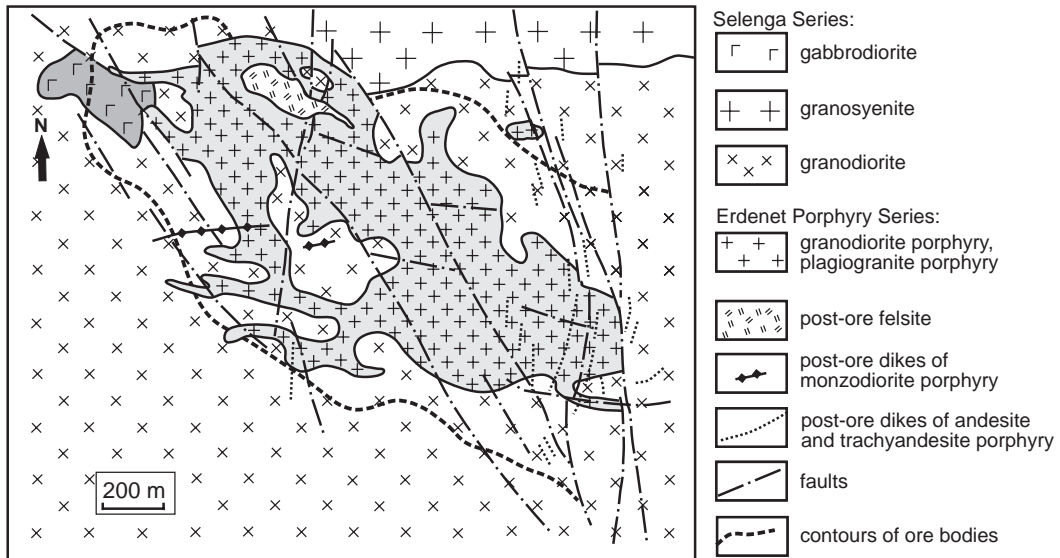 N
200 m
Selenga Series:
gabbrodiorite
granosyenite
granodiorite
Erdenet Porphyry Series:
granodiorite porphyry,
plagiogranite porphyry
post-ore felsite
post-ore dikes of
monzodiorite porphyry
post-ore dikes of andesite
and trachyandesite porphyry
faults
contours of ore bodies